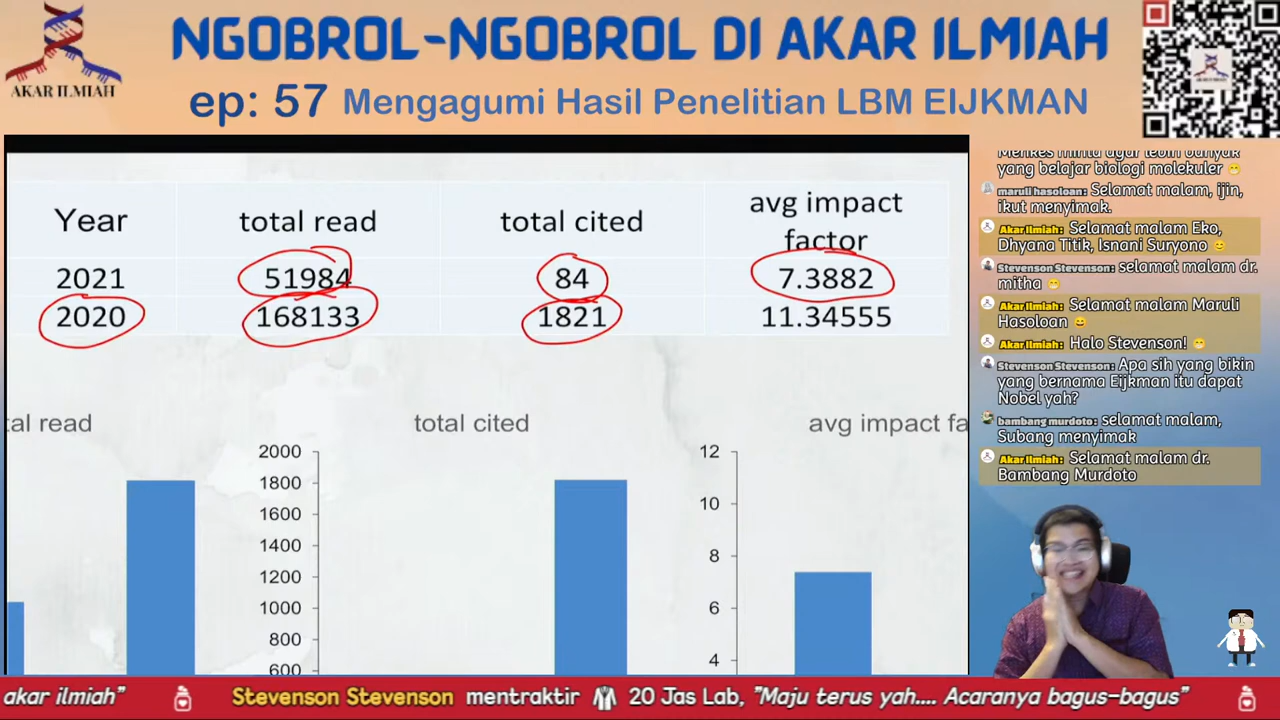 AKAR ILMIAH
NGOBROL-NGOBROL DI AKAR ILMIAH
ep: 57 Mengagumi Hasil Penelitian LBM EIJKMAN
Year total read total cited avg impact factor
2021 51984 84 7.3882
2020 168133 1821 11.34555
tal read
total cited
2000
1800
1600
1400
1200
1000
800
600
avg impact fa
12
10
8
6
4
Menkes minta agar lebih banyak
yang belajar biologi molekuler
maruli hasoloan: Selamat malam, ijin,
ikut menyimak.
Akar Ilmiah: Selamat malam Eko,
Dhyana Titik, Isnani Suryono
Stevenson Stevenson: selamat malam dr.
mitha
Akar Ilmiah: Selamat malam Maruli
Hasoloan
Akar Ilmiah: Halo Stevenson!
Stevenson Stevenson: Apa sih yang bikin
yang bernama Eijkman itu dapat
Nobel yah?
bambang murdoto: selamat malam,
Subang menyimak
Akar Ilmiah: Selamat malam dr.
Bambang Murdoto
akar ilmiah" Stevenson Stevenson mentraktir 20 Jas Lab, "Maju terus yah.... Acaranya bagus-bagus"